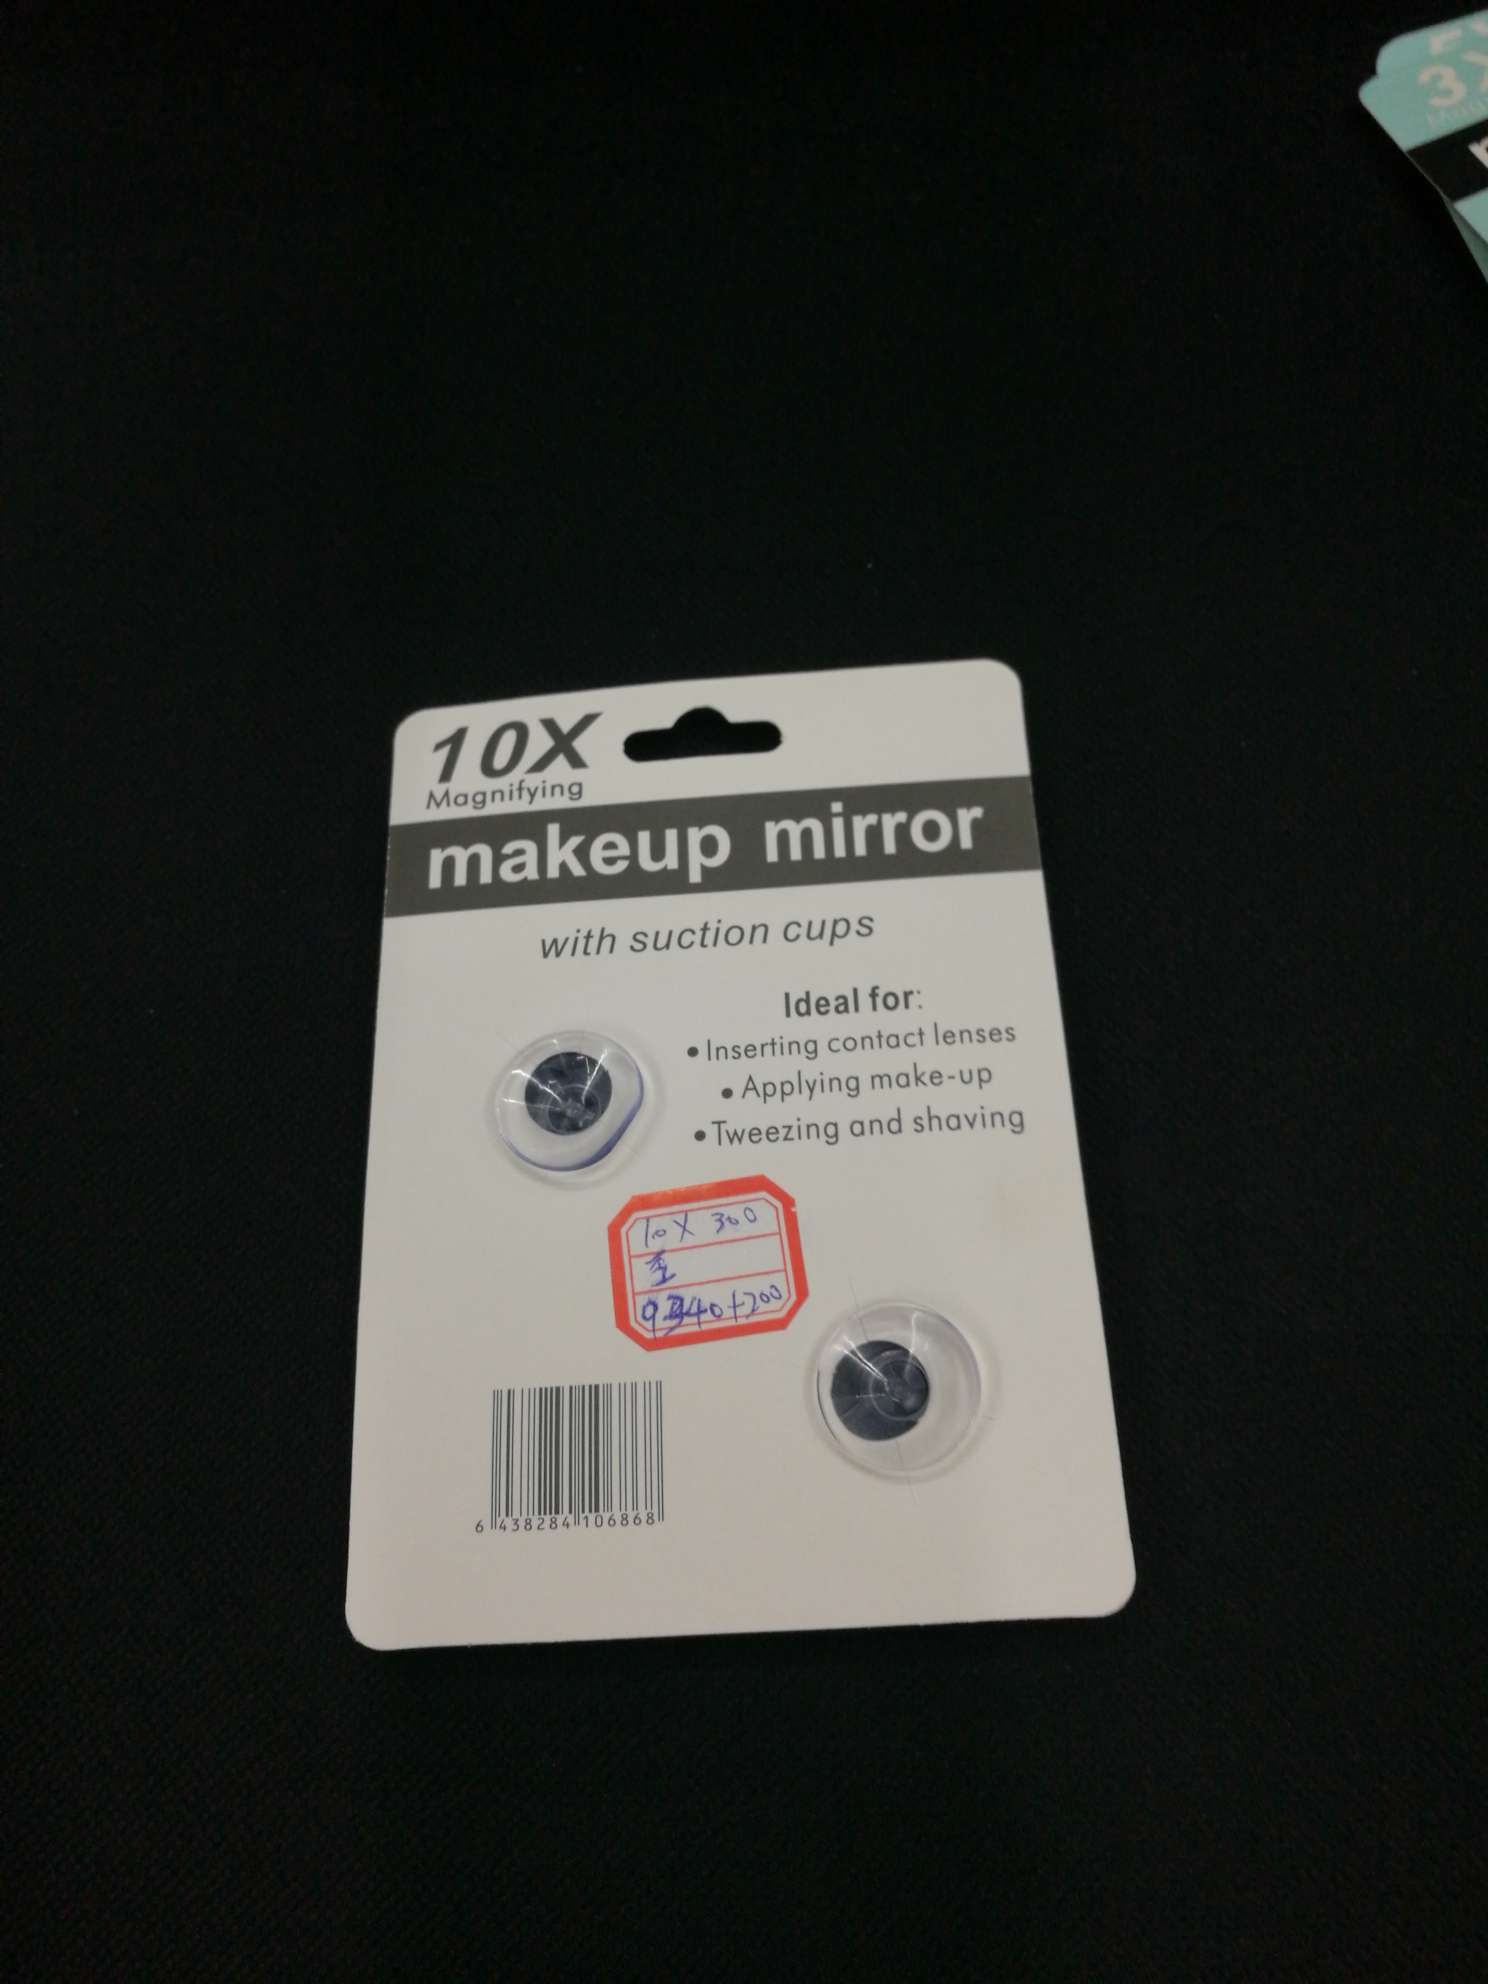 10X
Magnifying
makeup mirror
with suction cups
Ideal for:
• Inserting contact lenses
• Applying make-up
• Tweezing and shaving
10X 300
6 438284 106868
3X